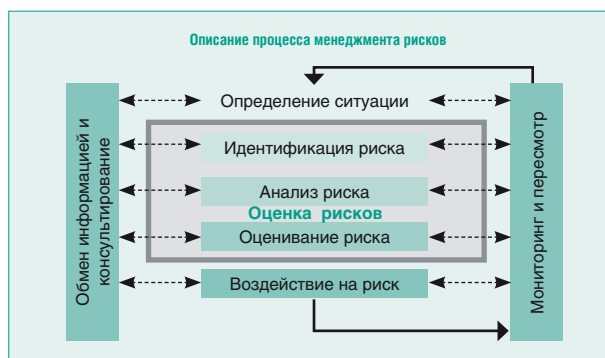 Описание процесса менеджмента рисков
Обмен информацией и
консультирование
Определение ситуации
Идентификация риска
Анализ риска
Оценка рисков
Оценивание риска
Воздействие на риск
Мониторинг и пересмотр